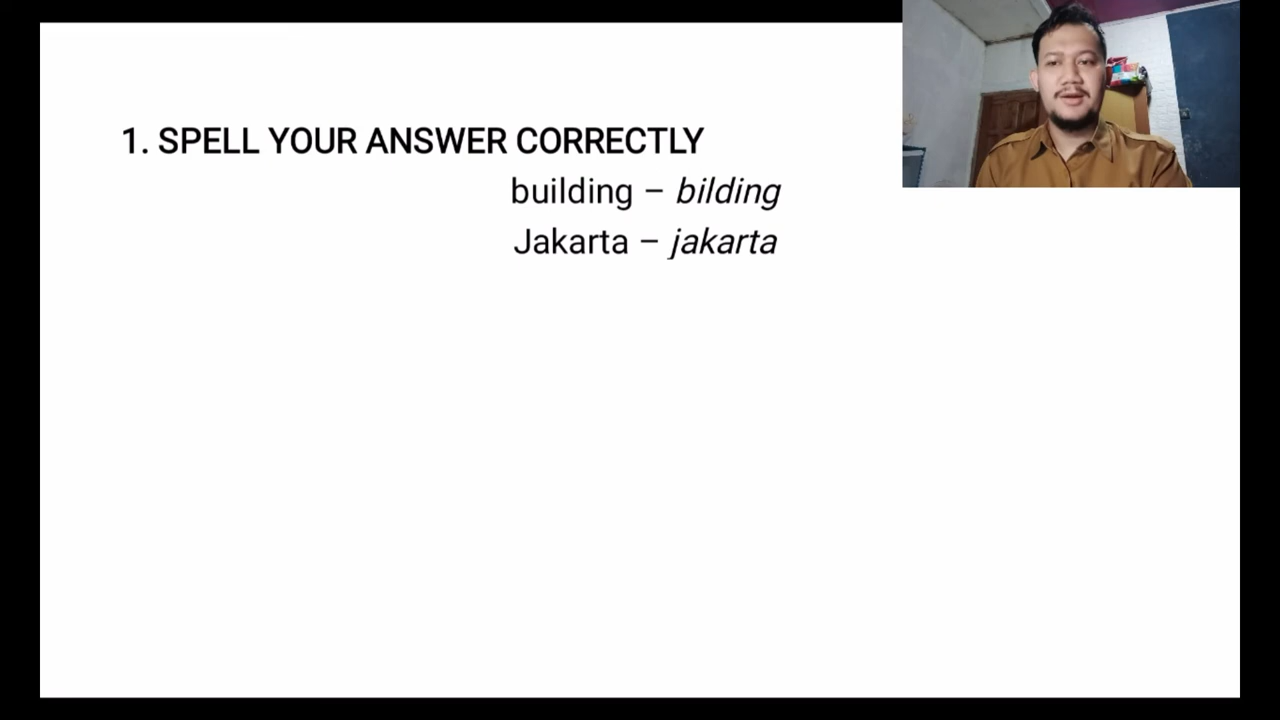 1. SPELL YOUR ANSWER CORRECTLY
building – bilding
Jakarta – jakarta